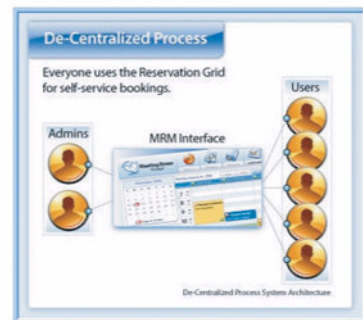 De-Centralized Process
Everyone uses the Reservation Grid
for self-service bookings.
Users
Admins
MRM Interface
MeetingRoom
De-Centralized Process System Architecture